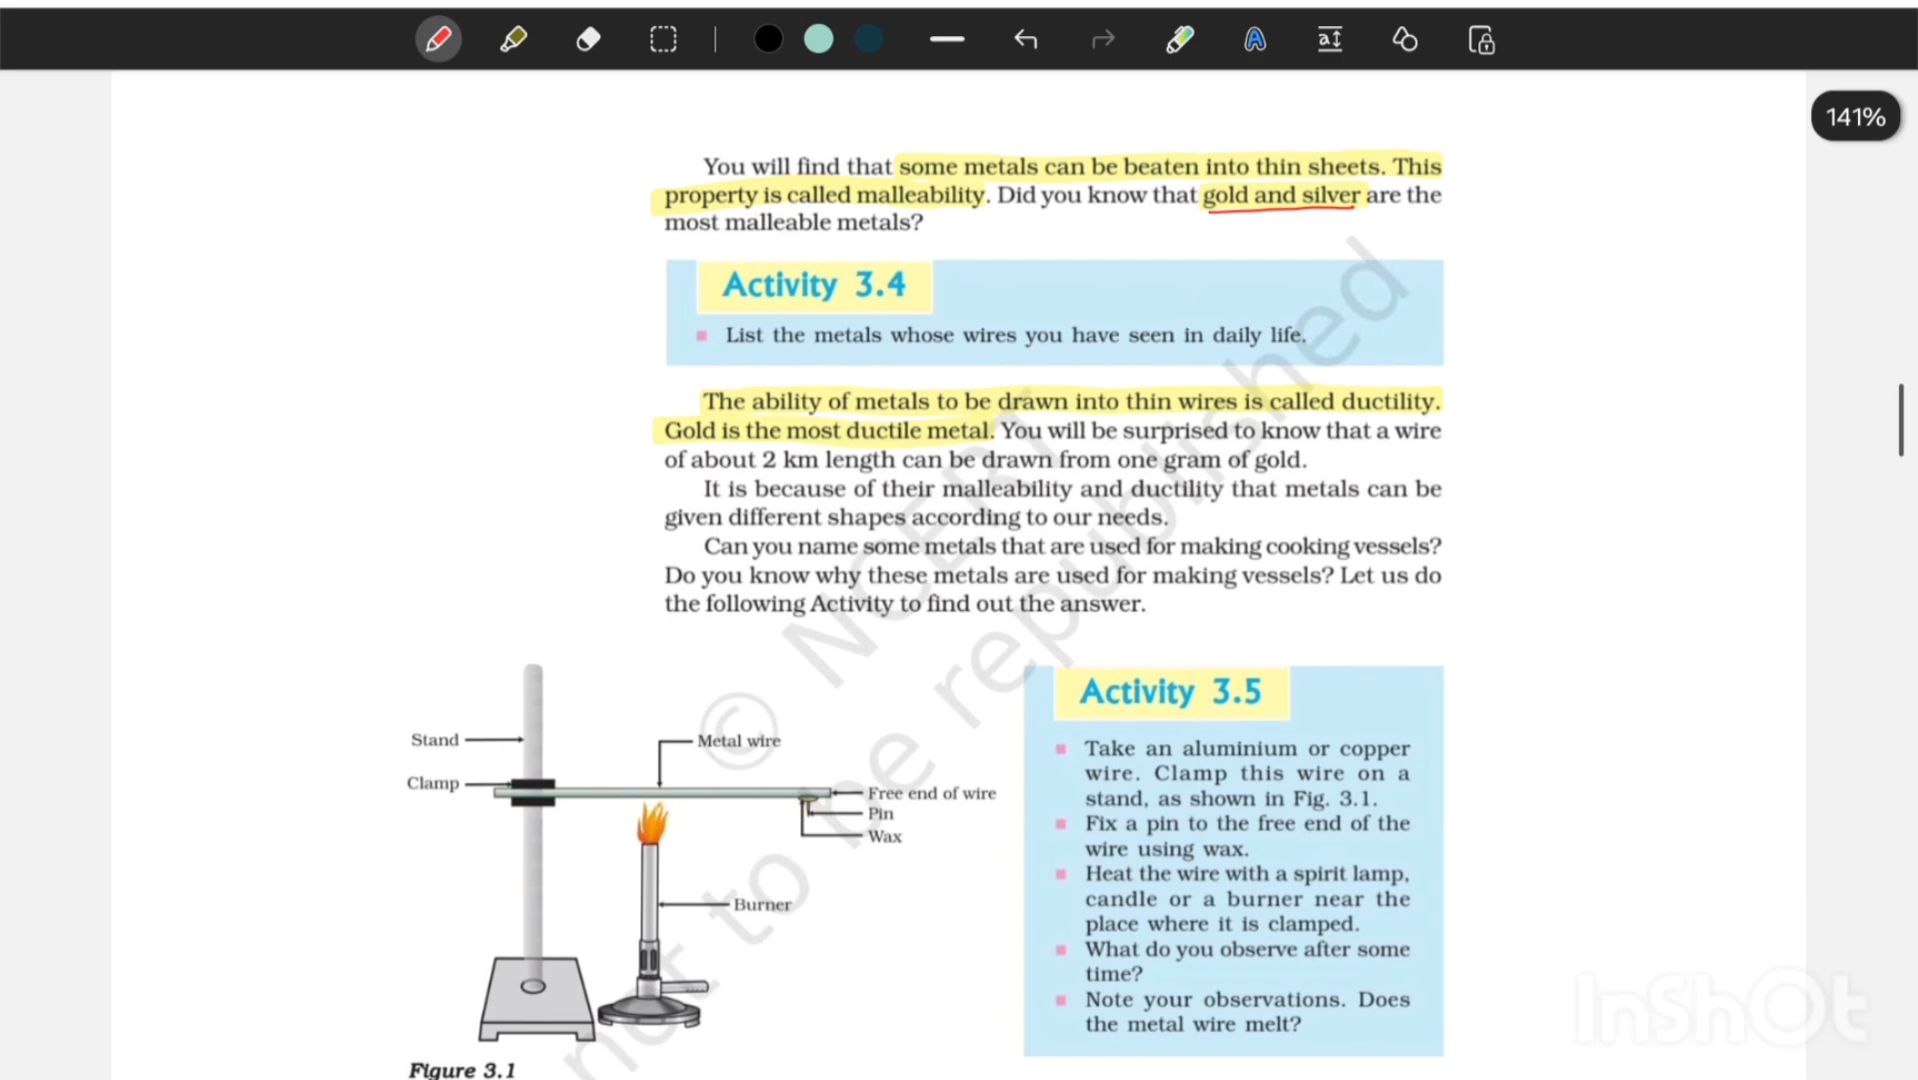 141%
You will find that some metals can be beaten into thin sheets. This
property is called malleability. Did you know that gold and silver are the
most malleable metals?
Activity 3.4
List the metals whose wires you have seen in daily life.
The ability of metals to be drawn into thin wires is called ductility.
Gold is the most ductile metal. You will be surprised to know that a wire
of about 2 km length can be drawn from one gram of gold.
It is because of their malleability and ductility that metals can be
given different shapes according to our needs.
Can you name some metals that are used for making cooking vessels?
Do you know why these metals are used for making vessels? Let us do
the following Activity to find out the answer.
Stand
Clamp
Metal wire
Free end of wire
Pin
Wax
Burner
Figure 3.1
Activity 3.5
Take an aluminium or copper
wire. Clamp this wire on a
stand, as shown in Fig. 3.1.
Fix a pin to the free end of the
wire using wax.
Heat the wire with a spirit lamp,
candle or a burner near the
place where it is clamped.
What do you observe after some
time?
Note your observations. Does
the metal wire melt?
© NCERT
not to be republished
InShOt